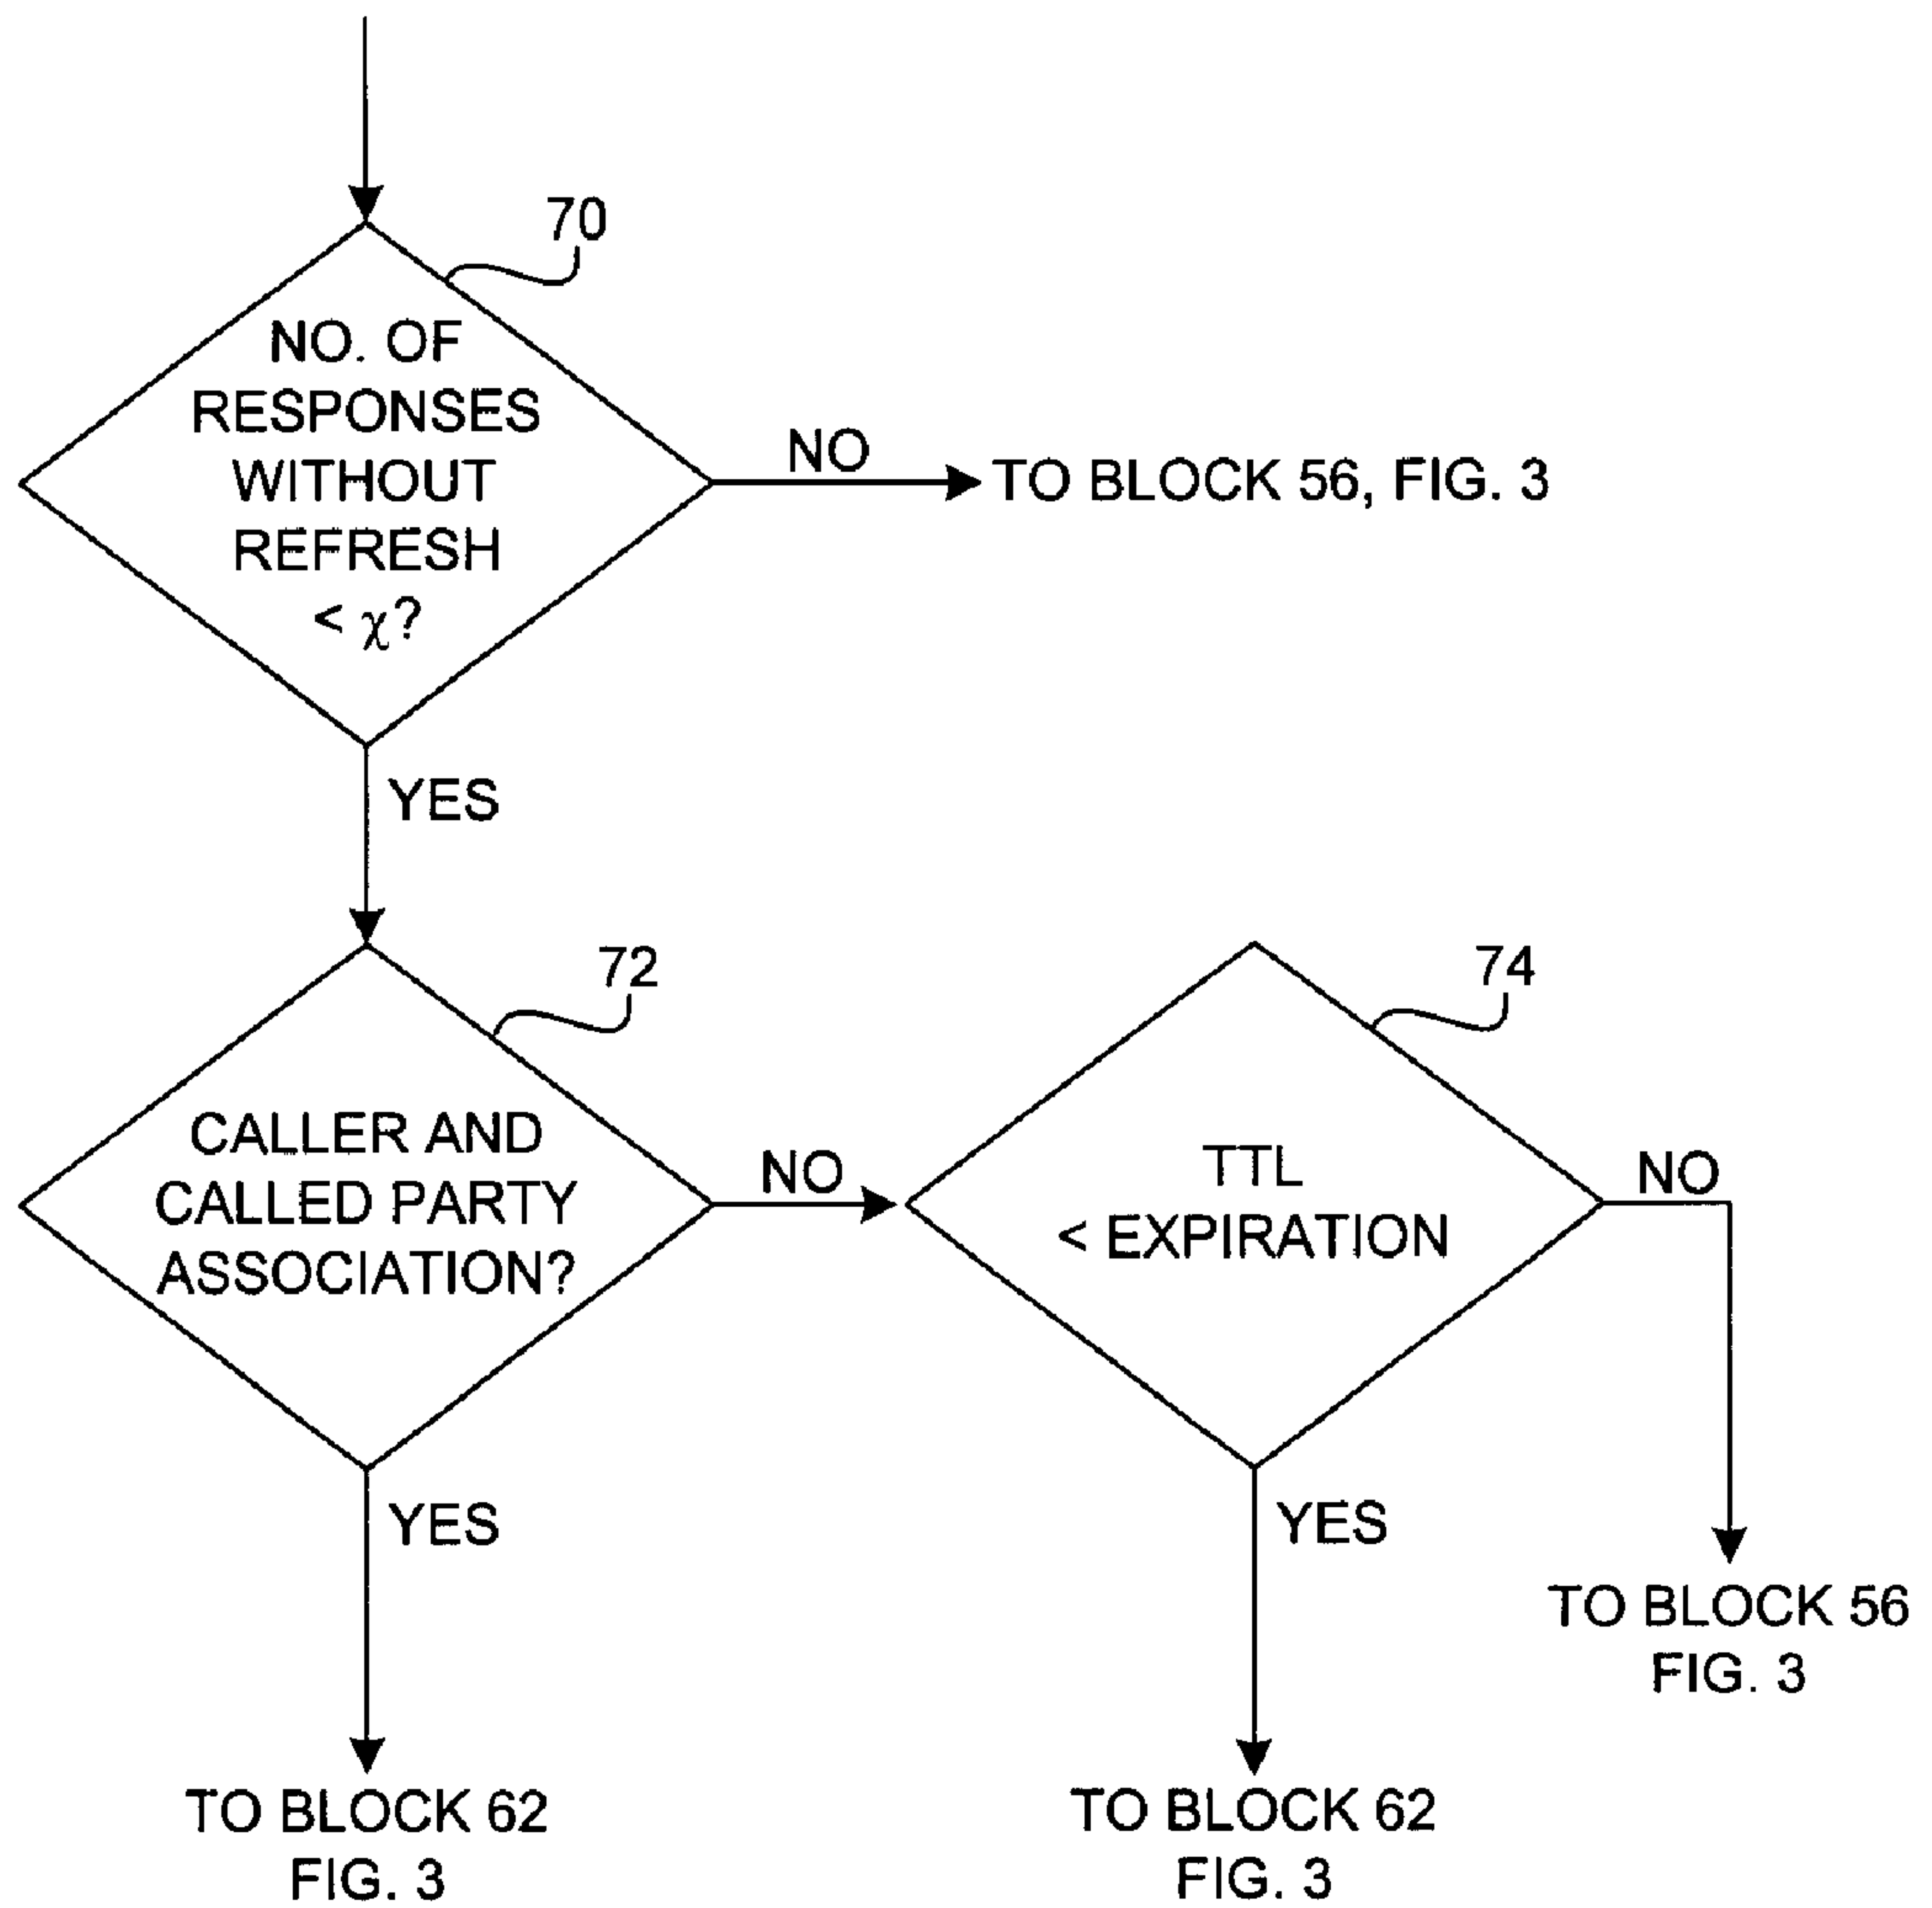 70
NO. OF
RESPONSES
WITHOUT
REFRESH
< χ?
NO
TO BLOCK 56, FIG. 3
YES
72
CALLER AND
CALLED PARTY
ASSOCIATION?
NO
74
TTL
< EXPIRATION
NO
YES
TO BLOCK 62
FIG. 3
YES
TO BLOCK 62
FIG. 3
TO BLOCK 56
FIG. 3